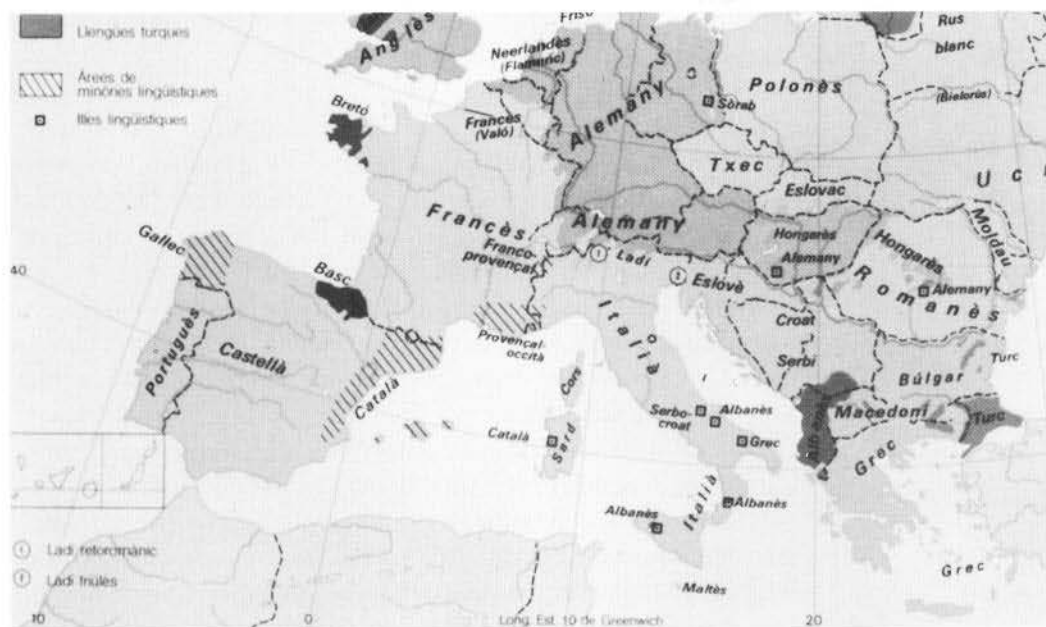 Llengües turques
Àrees de
minories lingüístiques
Illes lingüístiques
Anglès
Frisó
Neerlandès
(Flamenc)
Bretó
Francès
(Való)
Alemany
Sòrab
Polonès
Rus
blanc
(Bielorús)
Txec
Eslovac
Francès
Alemany
Franco-
provençal
Ladí
Eslovè
Hongarès
Alemany
Hongarès
Alemany
Romanès
Moldau
Gallec
Basc
40
Portuguès
Castellà
Català
Provençal-
occità
Italià
Croat
Serbi
Búlgar
Turc
Macedoni
Turc
Albanès
Grec
Cors
Sard
Català
Serbo-
croat
Albanès
Grec
Albanès
Italià
Albanès
Maltès
Grec
Ladí retoromànic
Ladí friülès
10
0
Long. Est. 10 de Greenwich
20